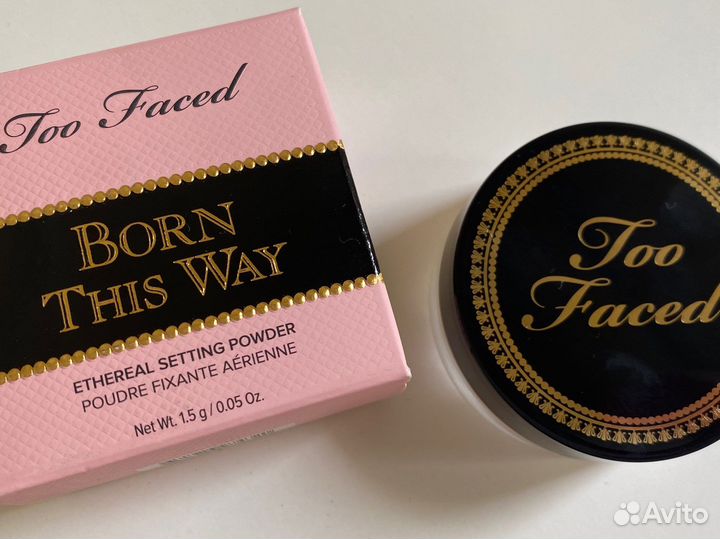 Too Faced
BORN
THIS WAY
ETHEREAL SETTING POWDER
POUDRE FIXANTE AÉRIENNE
Net Wt. 1.5 g / 0.05 Oz.
Too
Faced
Avito